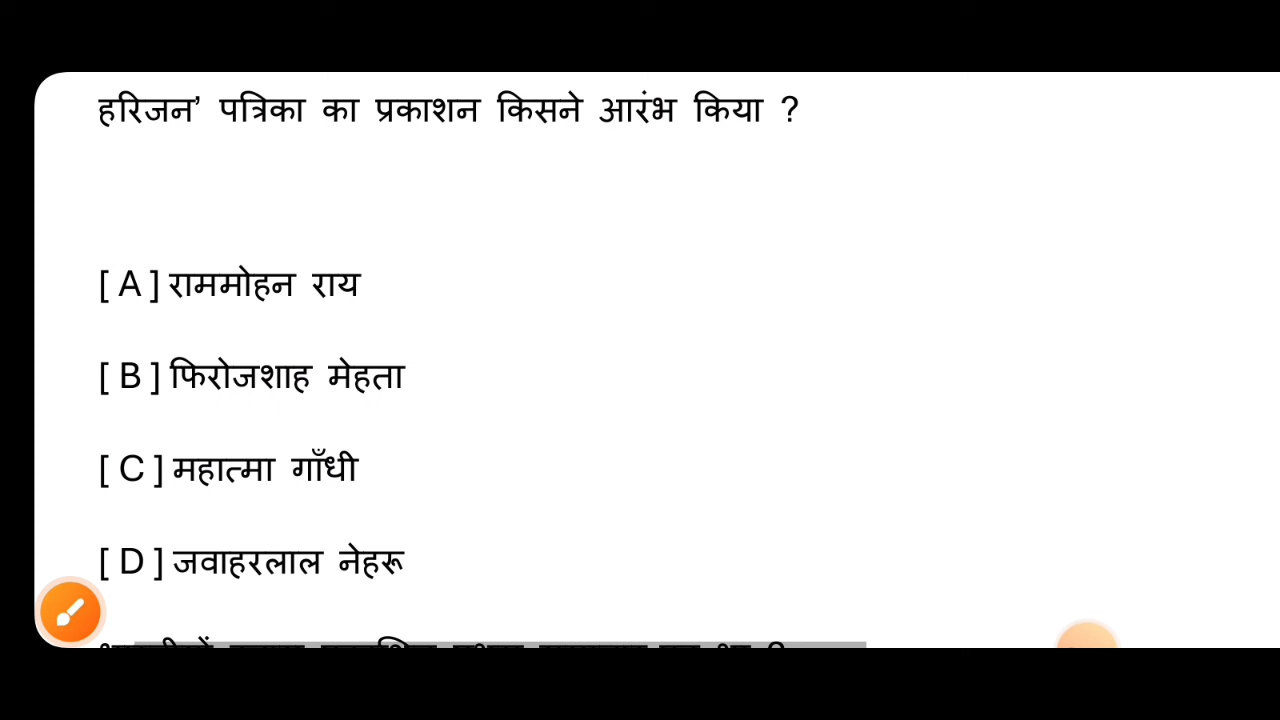 हरिजन’ पत्रिका का प्रकाशन किसने आरंभ किया ?
[ A ] राममोहन राय
[ B ] फिरोजशाह मेहता
[ C ] महात्मा गाँधी
[ D ] जवाहरलाल नेहरू